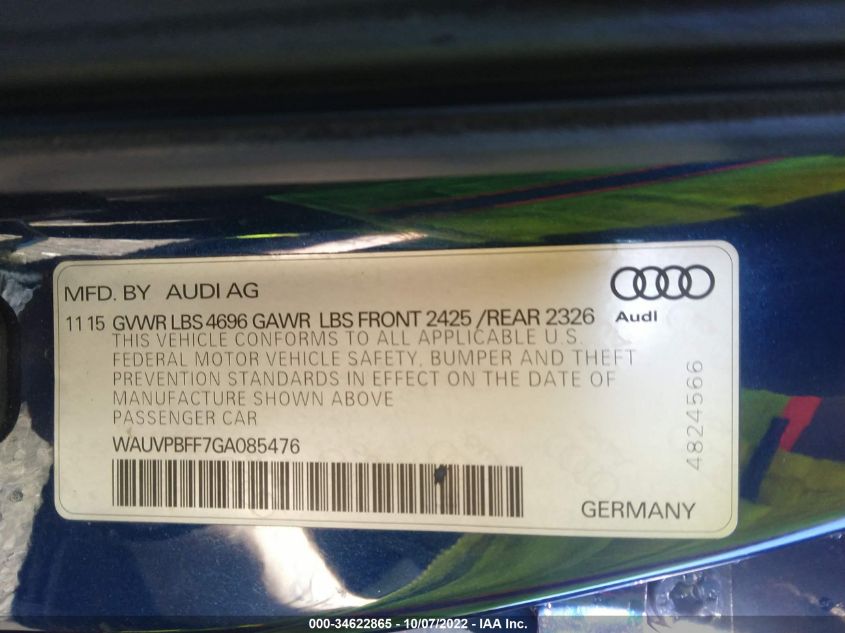 MFD. BY AUDI AG
Audi
11 15 GVWR LBS 4696 GAWR LBS FRONT 2425 /REAR 2326
THIS VEHICLE CONFORMS TO ALL APPLICABLE U.S.
FEDERAL MOTOR VEHICLE SAFETY, BUMPER AND THEFT
PREVENTION STANDARDS IN EFFECT ON THE DATE OF
MANUFACTURE SHOWN ABOVE
PASSENGER CAR
WAUVPBFF7GA085476
4824566
GERMANY
000-34622865 - 10/07/2022 - IAA Inc.